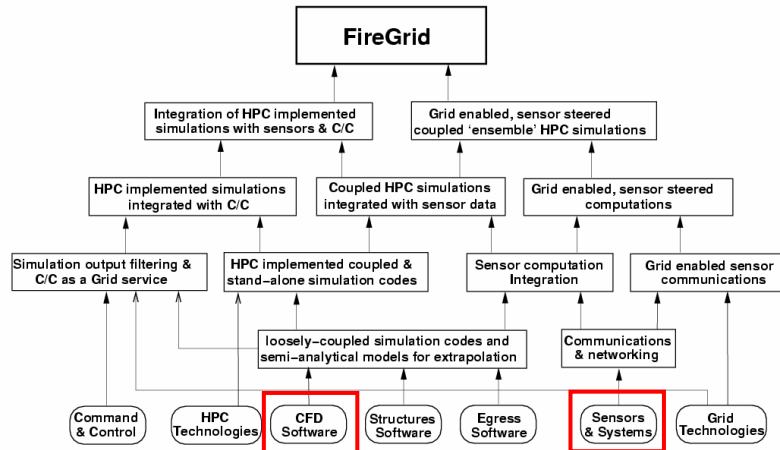 FireGrid
Integration of HPC implemented
simulations with sensors & C/C
Grid enabled, sensor steered
coupled ‘ensemble’ HPC simulations
HPC implemented simulations
integrated with C/C
Coupled HPC simulations
integrated with sensor data
Grid enabled, sensor steered
computations
Simulation output filtering &
C/C as a Grid service
HPC implemented coupled &
stand-alone simulation codes
Sensor computation
Integration
Grid enabled sensor
communications
loosely-coupled simulation codes and
semi-analytical models for extrapolation
Communications
& networking
Command
& Control
HPC
Technologies
CFD
Software
Structures
Software
Egress
Software
Sensors
& Systems
Grid
Technologies